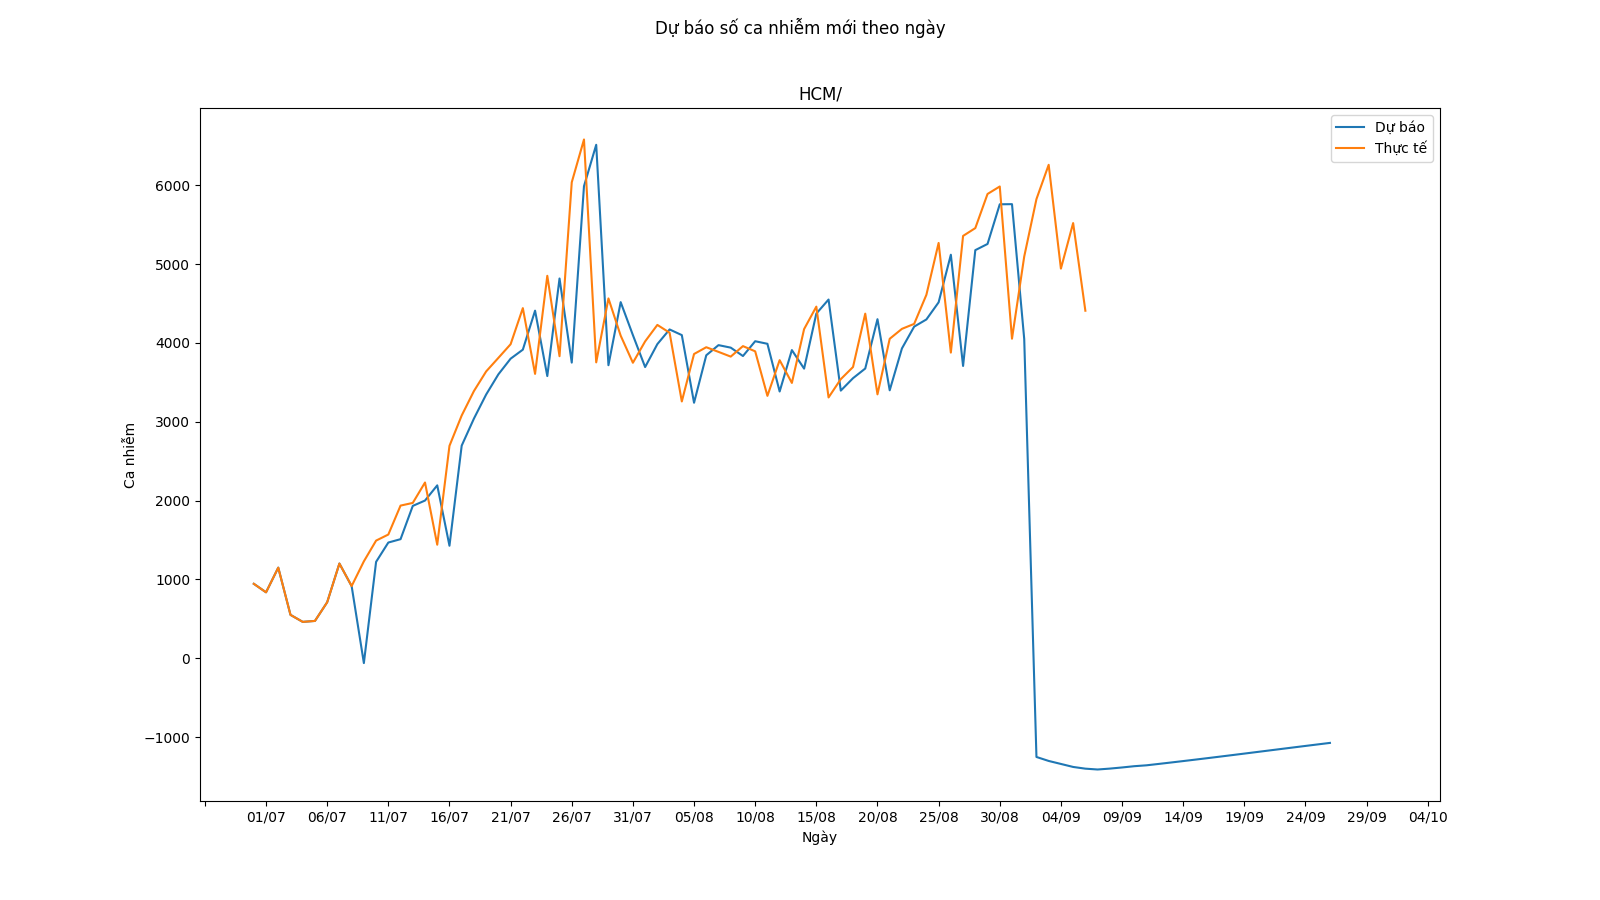 Dự báo số ca nhiễm mới theo ngày
HCM/
Dự báo
Thực tế
6000
5000
4000
3000
2000
1000
0
−1000
Ca nhiễm
01/07 06/07 11/07 16/07 21/07 26/07 31/07 05/08 10/08 15/08 20/08 25/08 30/08 04/09 09/09 14/09 19/09 24/09 29/09 04/10
Ngày